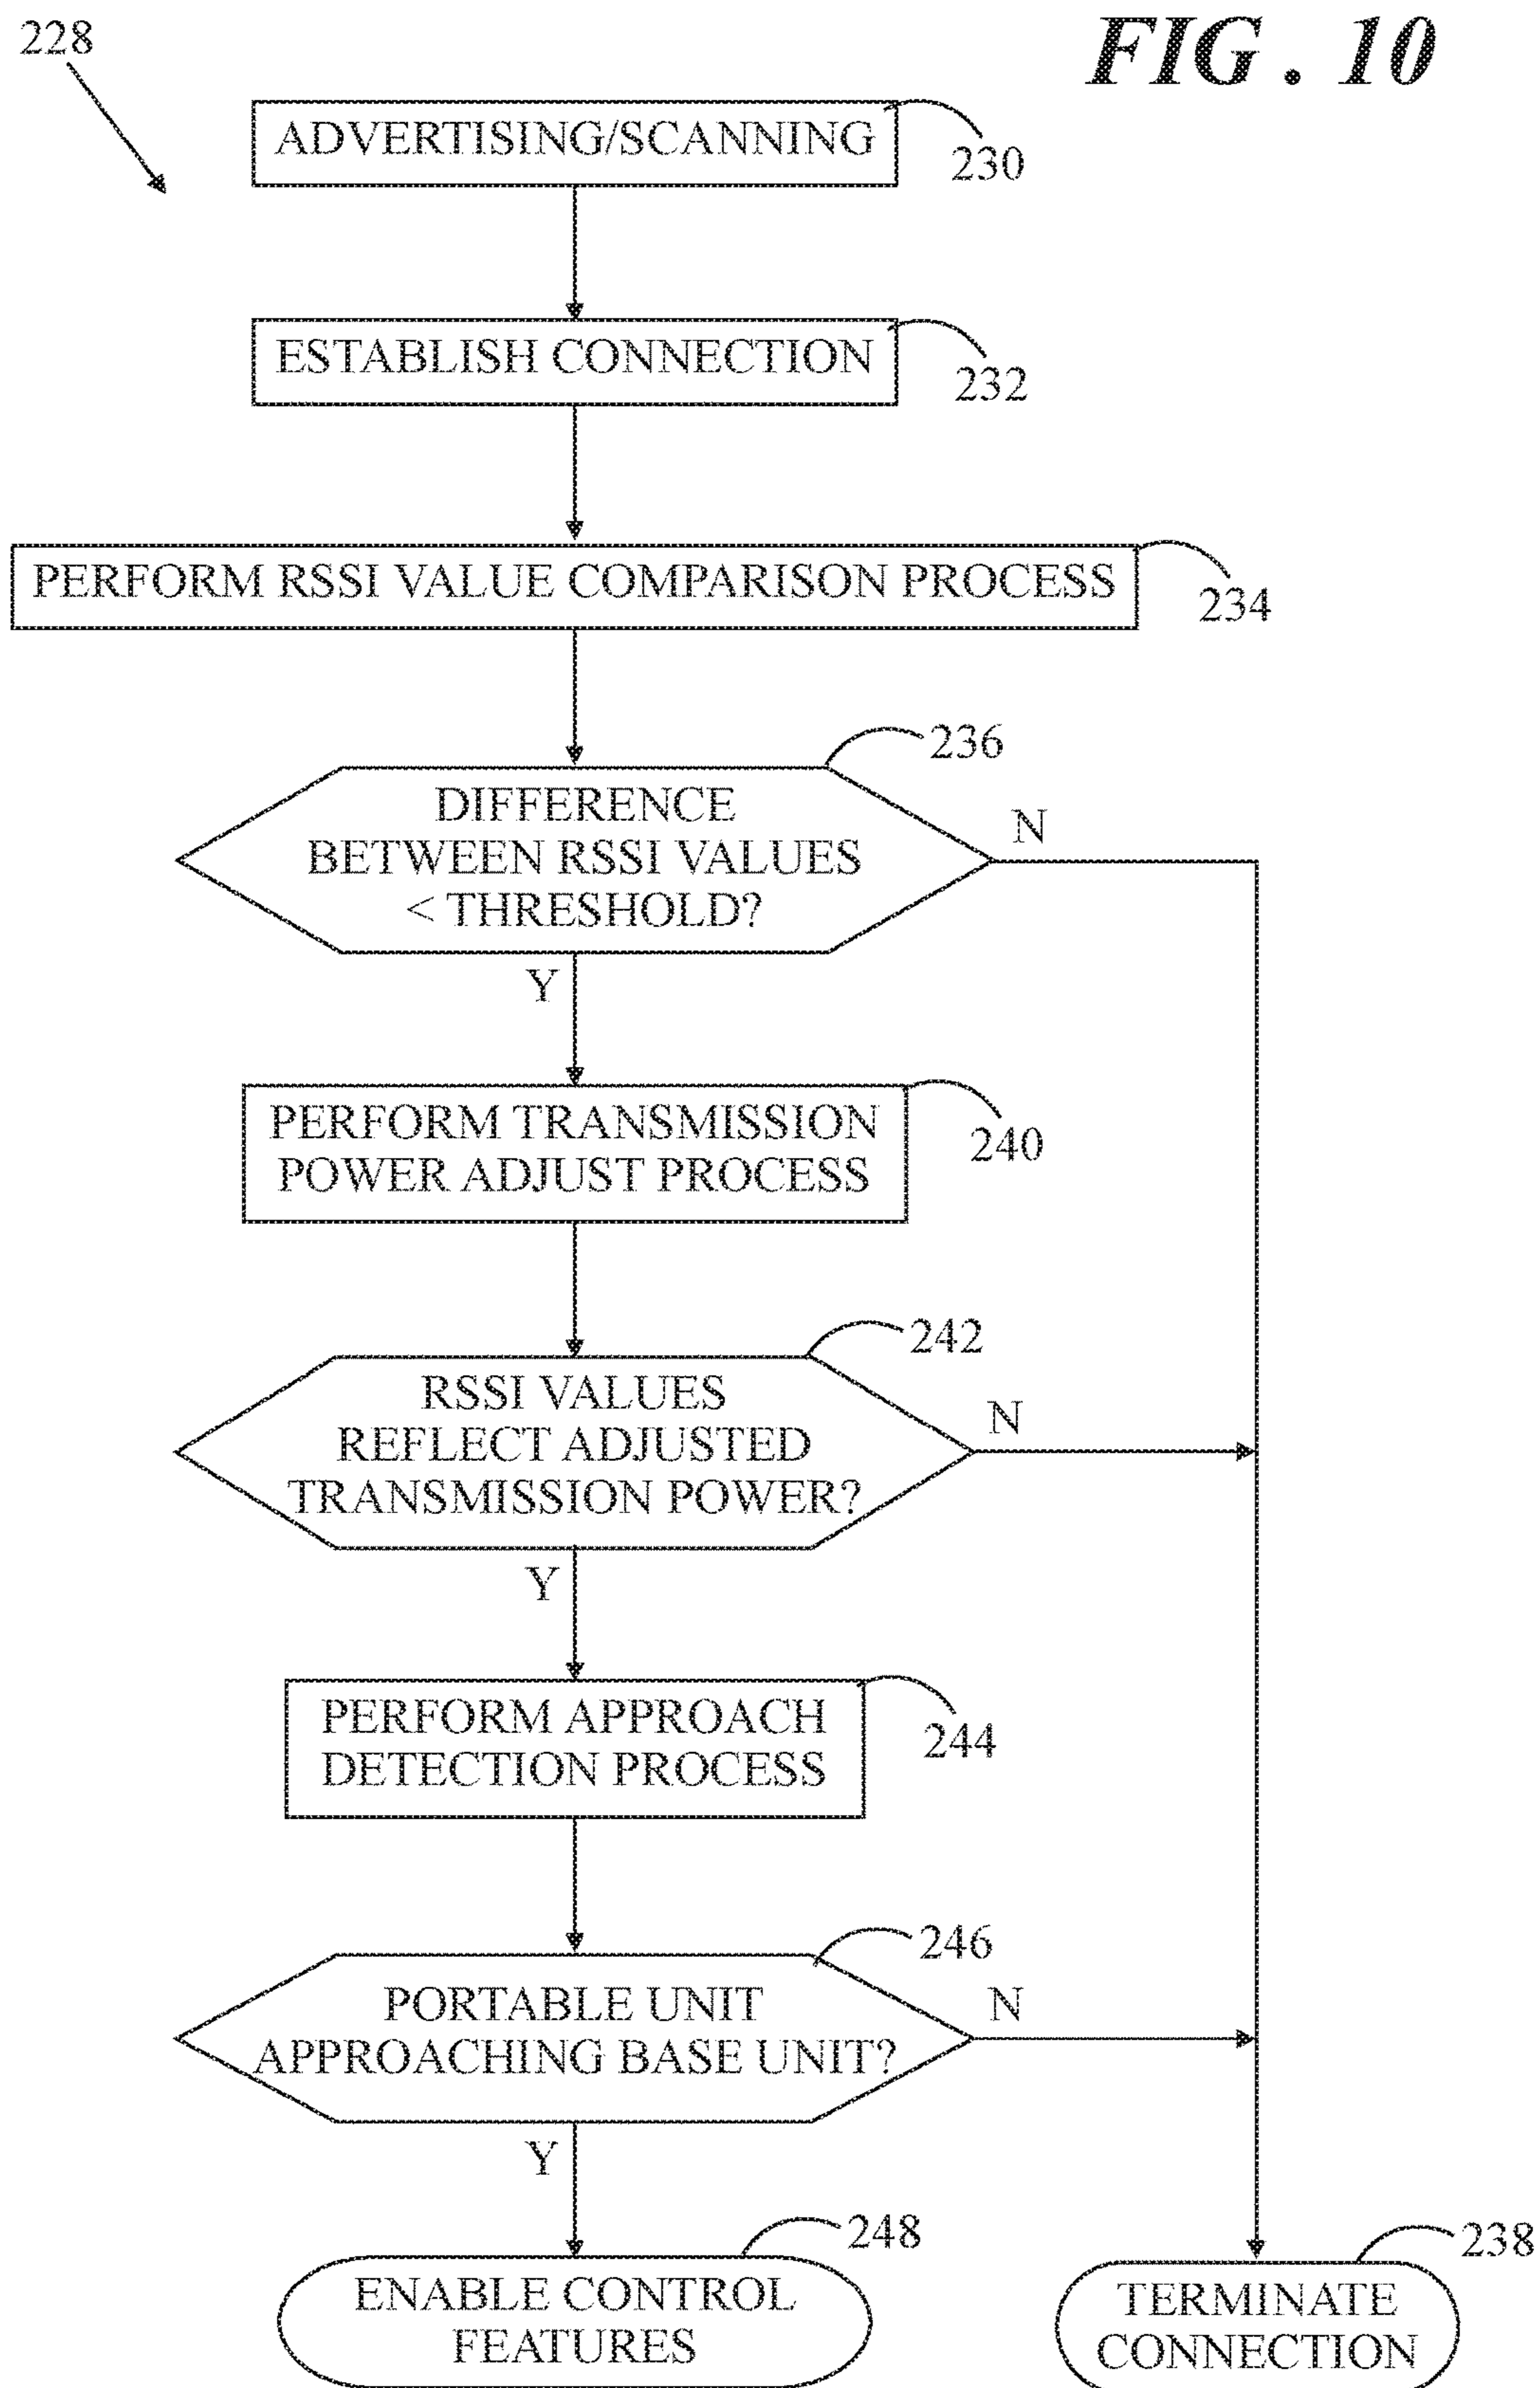 228
FIG . 10
ADVERTISING/SCANNING
230
ESTABLISH CONNECTION
232
PERFORM RSSI VALUE COMPARISON PROCESS
234
236
DIFFERENCE
BETWEEN RSSI VALUES
< THRESHOLD?
N
Y
PERFORM TRANSMISSION
POWER ADJUST PROCESS
240
242
RSSI VALUES
REFLECT ADJUSTED
TRANSMISSION POWER?
N
Y
PERFORM APPROACH
DETECTION PROCESS
244
246
PORTABLE UNIT
APPROACHING BASE UNIT?
N
Y
248
ENABLE CONTROL
FEATURES
238
TERMINATE
CONNECTION